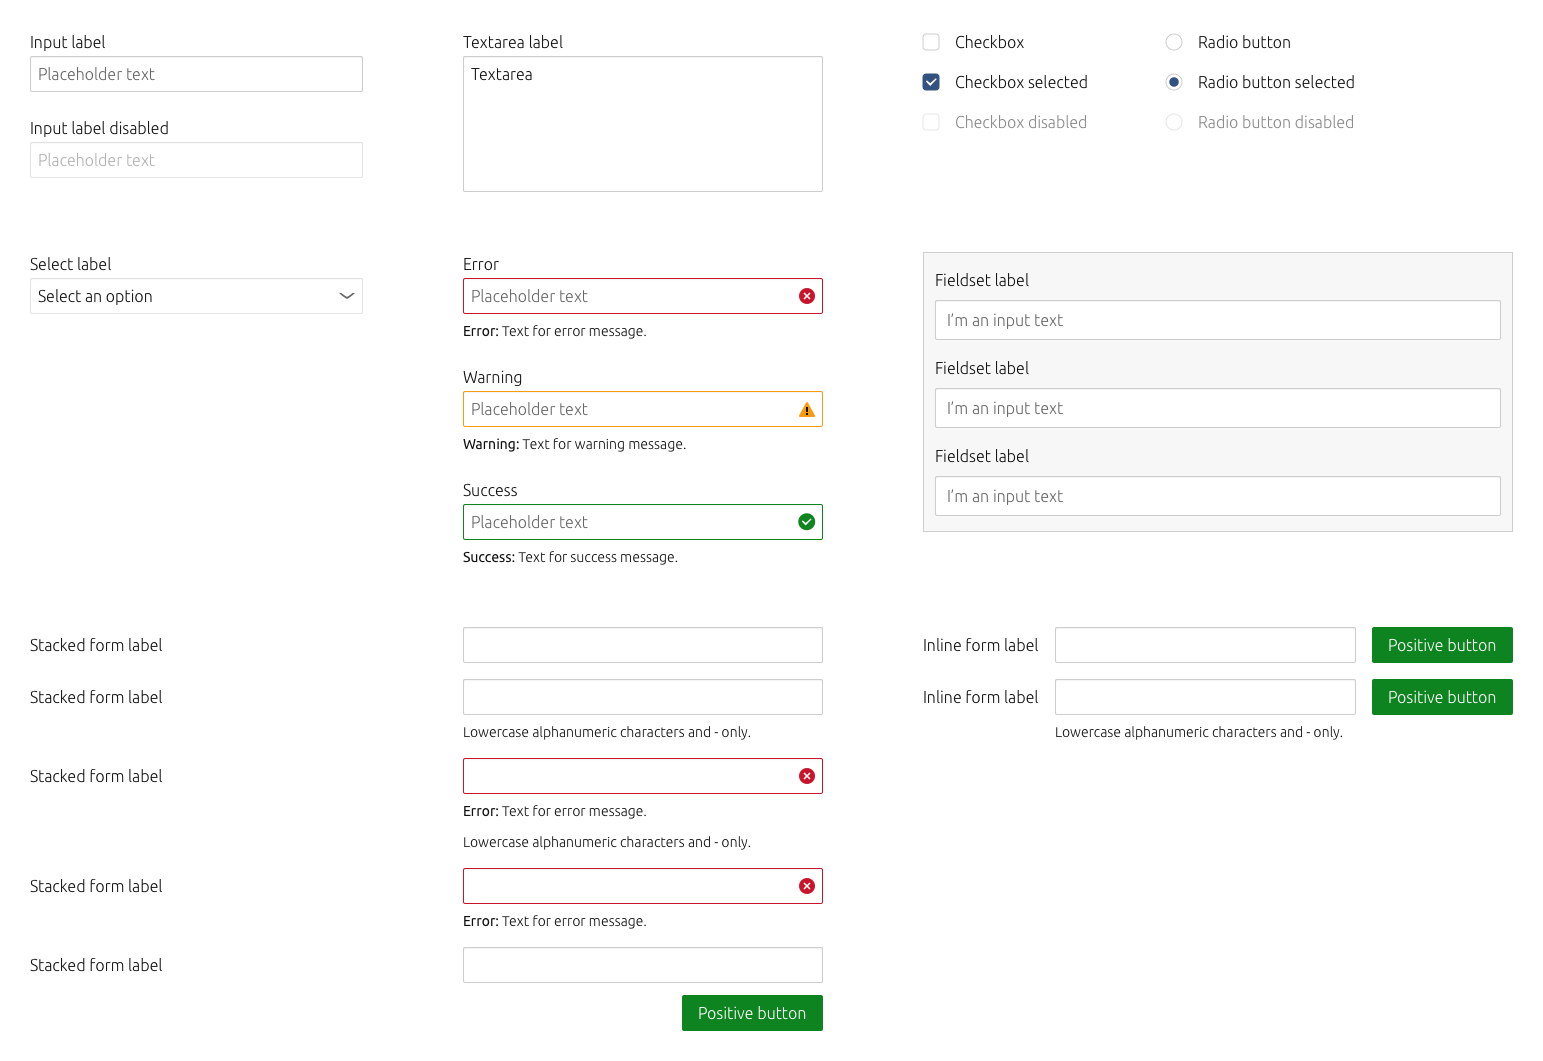 Input label
Placeholder text
Input label disabled
Placeholder text
Textarea label
Textarea
Checkbox
Radio button
Checkbox selected
Radio button selected
Checkbox disabled
Radio button disabled
Select label
Select an option
Error
Placeholder text
Error: Text for error message.
Warning
Placeholder text
Warning: Text for warning message.
Success
Placeholder text
Success: Text for success message.
Fieldset label
I’m an input text
Fieldset label
I’m an input text
Fieldset label
I’m an input text
Stacked form label
Stacked form label
Lowercase alphanumeric characters and - only.
Stacked form label
Error: Text for error message.
Lowercase alphanumeric characters and - only.
Stacked form label
Error: Text for error message.
Stacked form label
Positive button
Inline form label
Positive button
Inline form label
Positive button
Lowercase alphanumeric characters and - only.